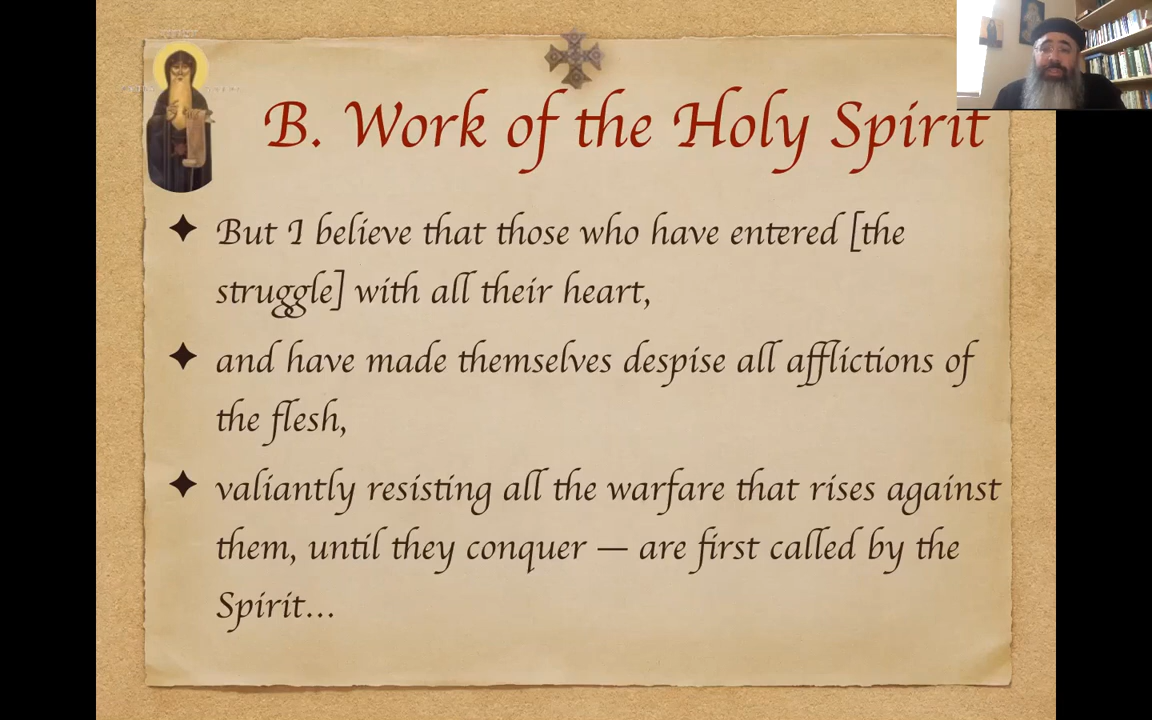 B. Work of the Holy Spirit
But I believe that those who have entered [the
struggle] with all their heart,
and have made themselves despise all afflictions of
the flesh,
valiantly resisting all the warfare that rises against
them, until they conquer — are first called by the
Spirit...